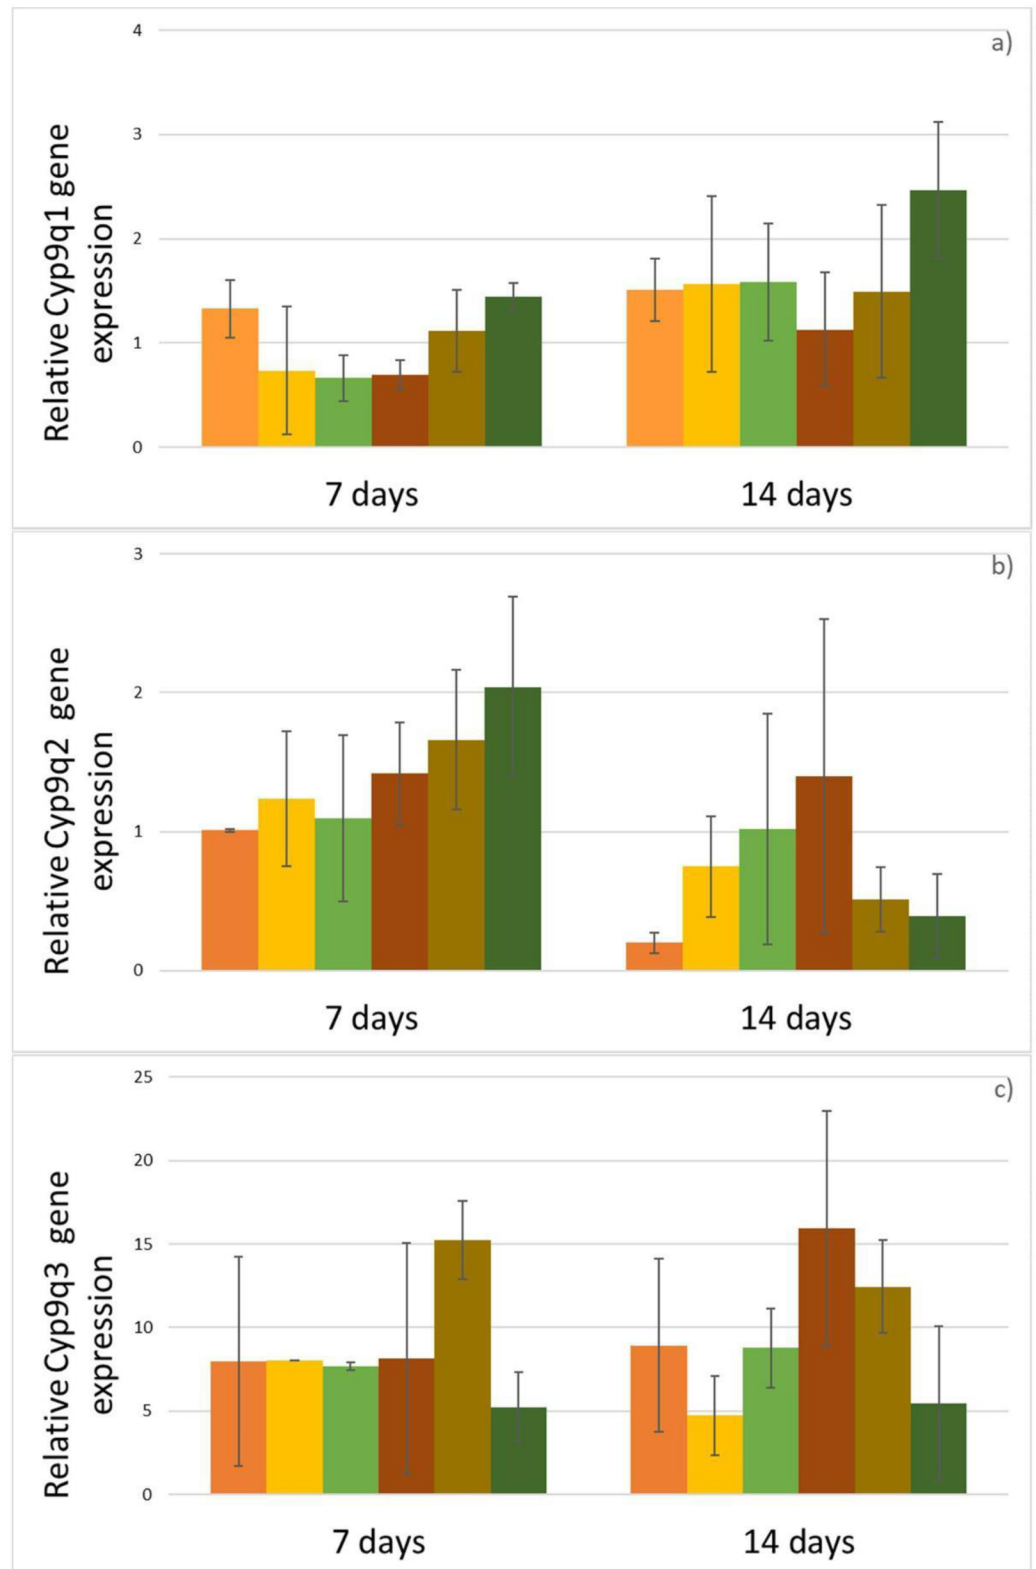 a)
4
3
2
1
0
Relative Cyp9q1 gene
expression
7 days
14 days
b)
3
2
1
0
Relative Cyp9q2 gene
expression
7 days
14 days
c)
25
20
15
10
5
0
Relative Cyp9q3 gene
expression
7 days
14 days